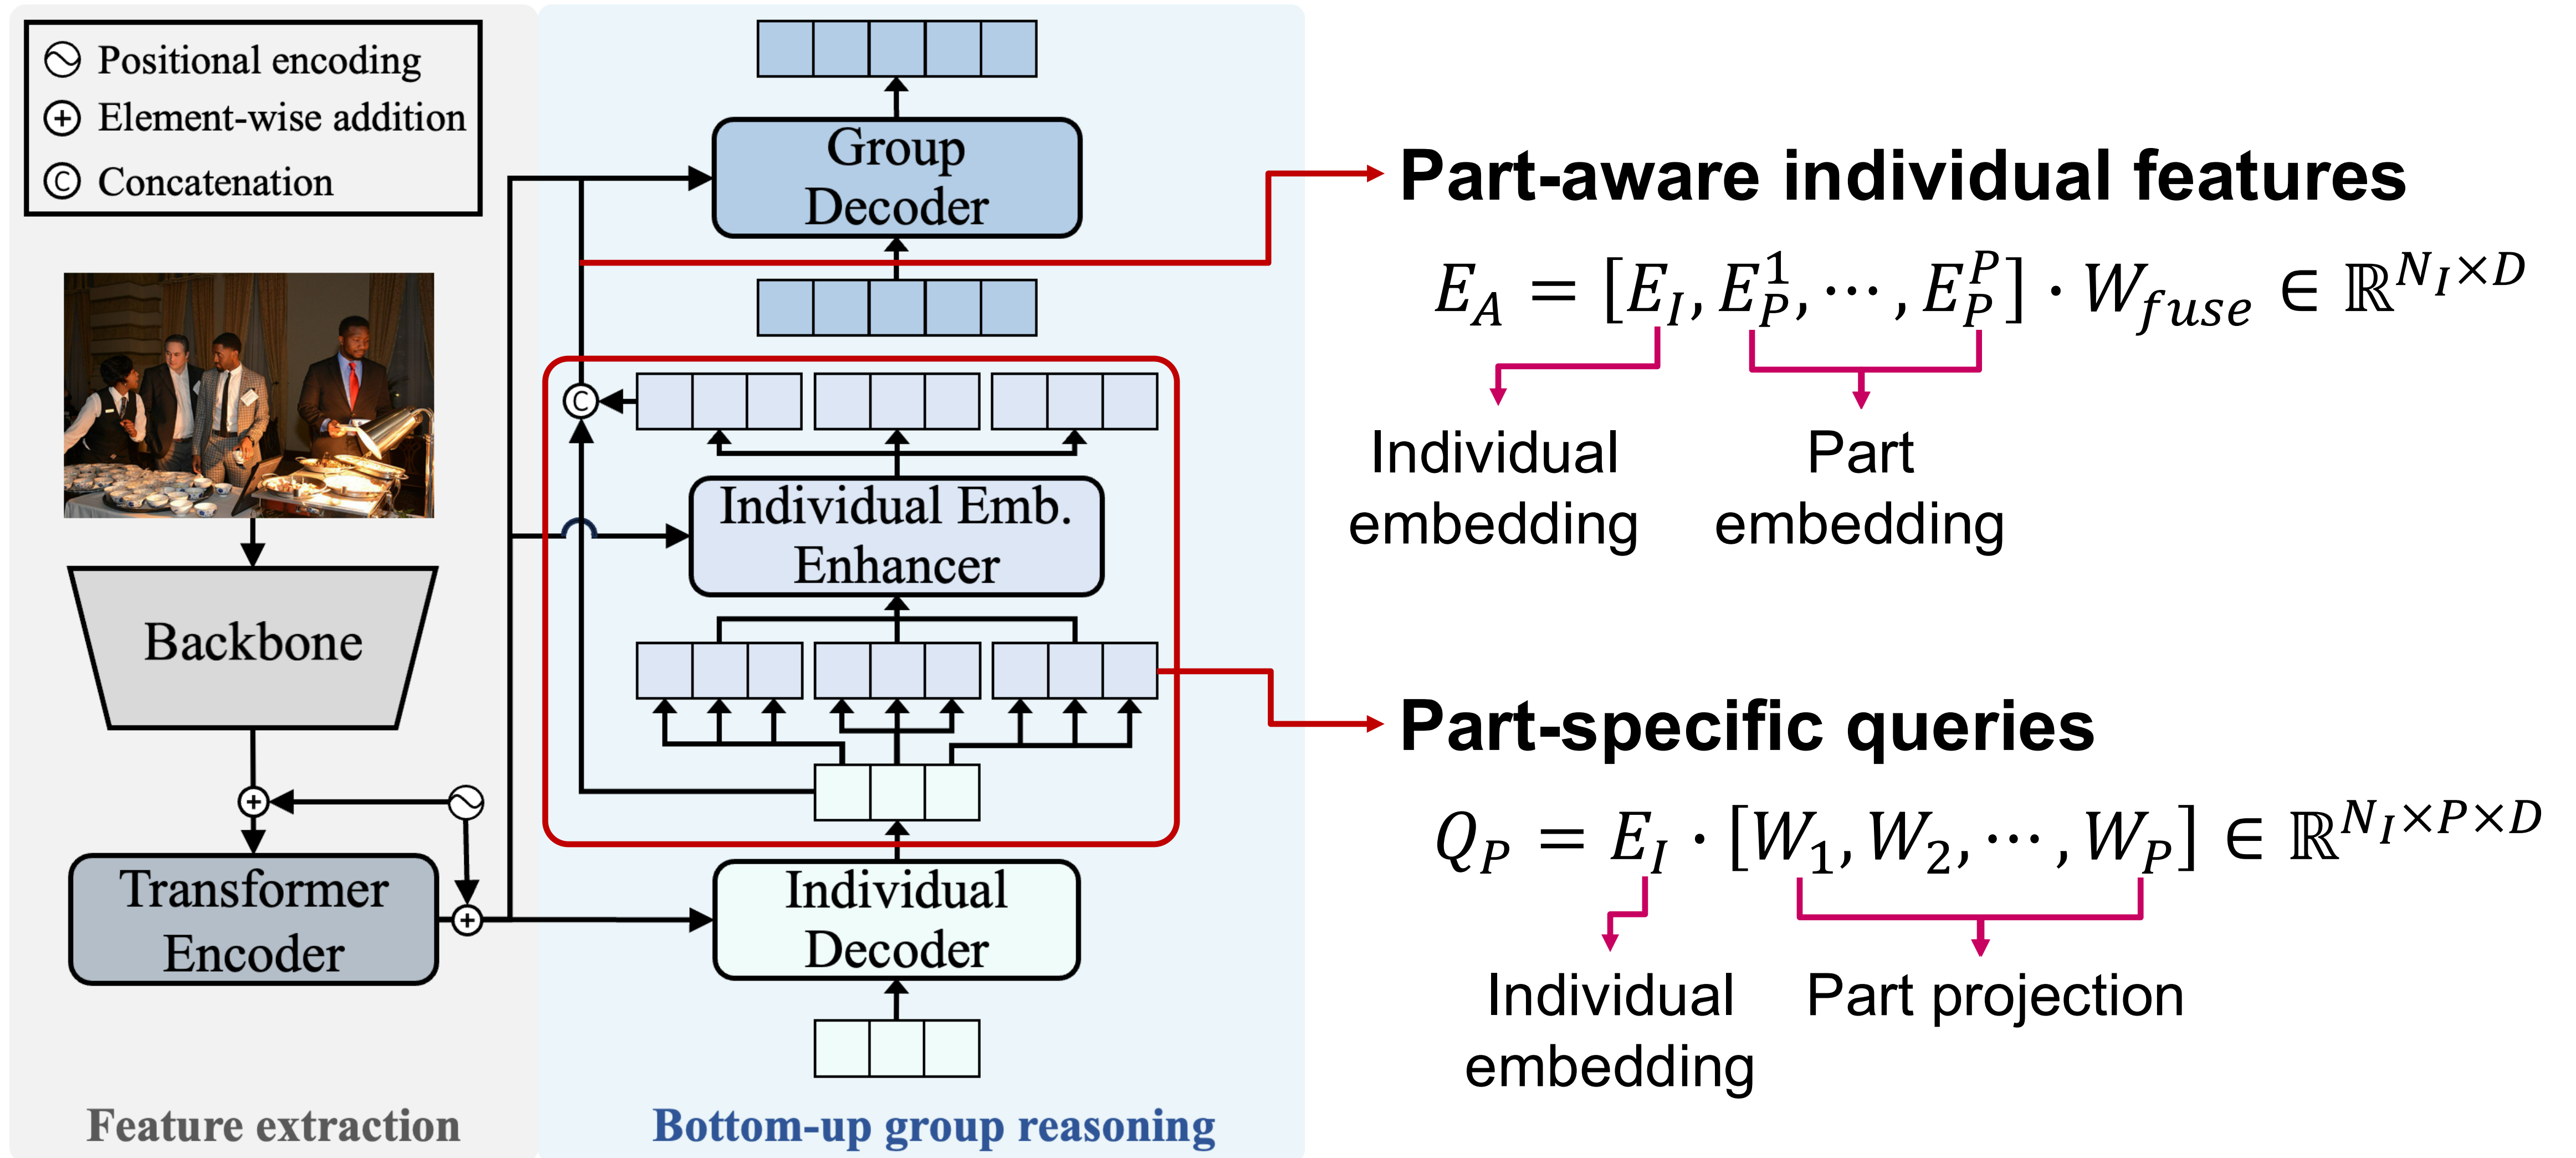 Positional encoding
Element-wise addition
C Concatenation
Backbone
Transformer
Encoder
Feature extraction
Group
Decoder
C
Individual Emb.
Enhancer
Individual
Decoder
Bottom-up group reasoning
Part-aware individual features
E_A = [E_I, E_P^1, ⋯, E_P^P] · W_{fuse} ∈ ℝ^{N_I×D}
Individual
embedding
Part
embedding
Part-specific queries
Q_P = E_I · [W_1, W_2, ⋯, W_P] ∈ ℝ^{N_I×P×D}
Individual
embedding
Part projection